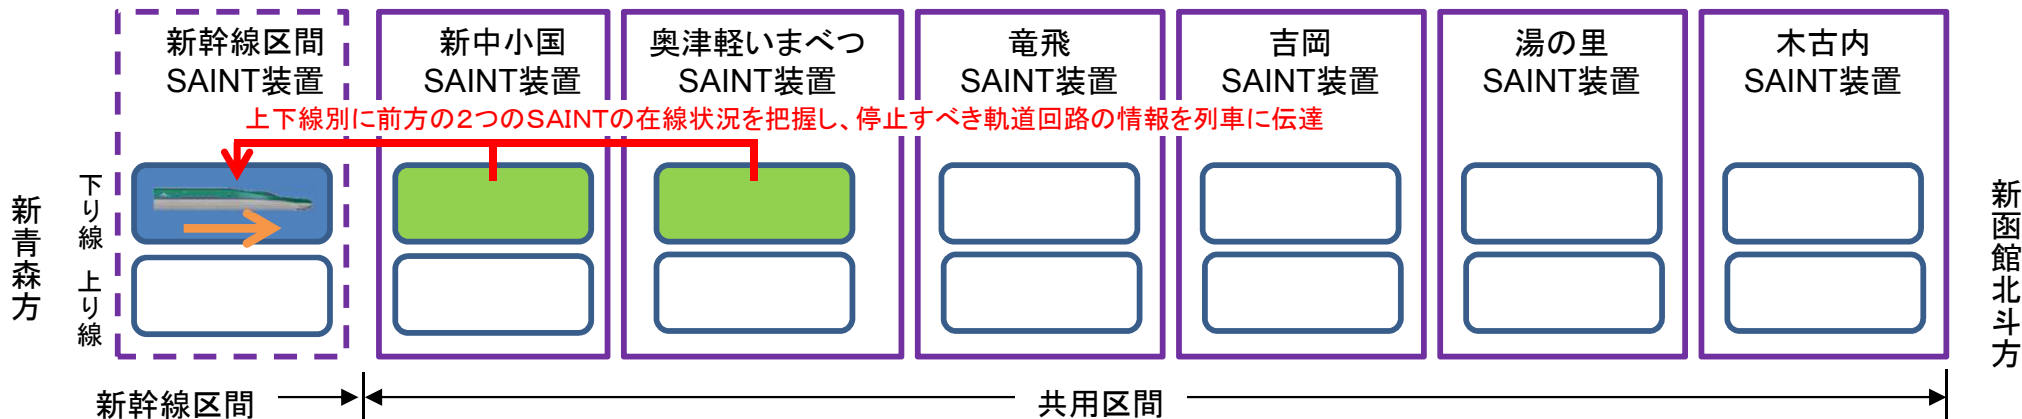 新幹線区間
SAINT装置
新中小国
SAINT装置
奥津軽いまべつ
SAINT装置
竜飛
SAINT装置
吉岡
SAINT装置
湯の里
SAINT装置
木古内
SAINT装置
上下線別に前方の2つのSAINTの在線状況を把握し、停止すべき軌道回路の情報を列車に伝達
新青森方
下り線
上り線
新函館北斗方
新幹線区間
共用区間